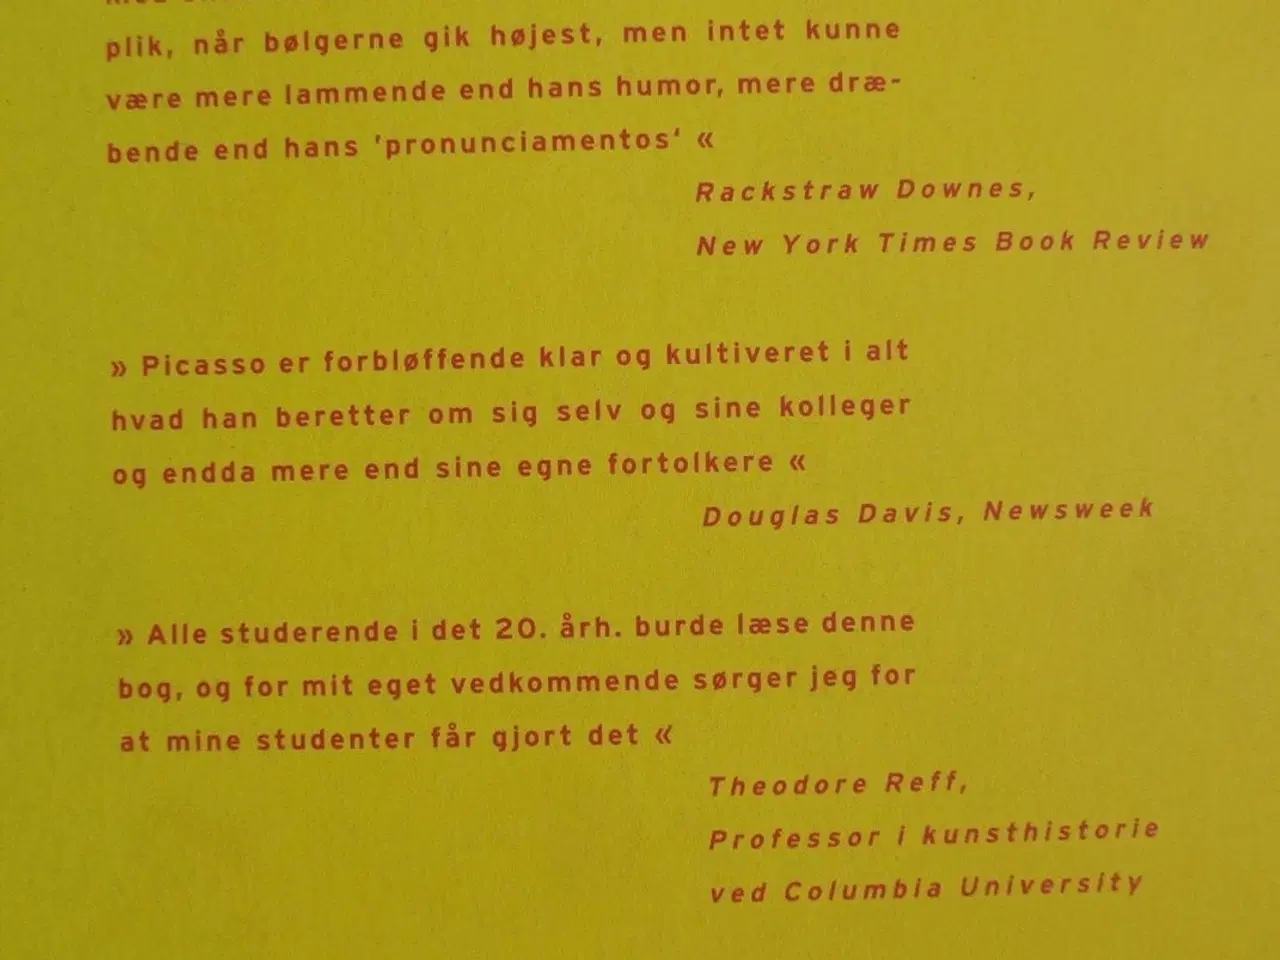 plik, når bølgerne gik højest, men intet kunne
være mere lammende end hans humor, mere dræ-
bende end hans 'pronunciamentos' «
Rackstraw Downes,
New York Times Book Review
» Picasso er forbløffende klar og kultiveret i alt
hvad han beretter om sig selv og sine kolleger
og endda mere end sine egne fortolkere «
Douglas Davis, Newsweek
» Alle studerende i det 20. årh. burde læse denne
bog, og for mit eget vedkommende sørger jeg for
at mine studenter får gjort det «
Theodore Reff,
Professor i kunsthistorie
ved Columbia University